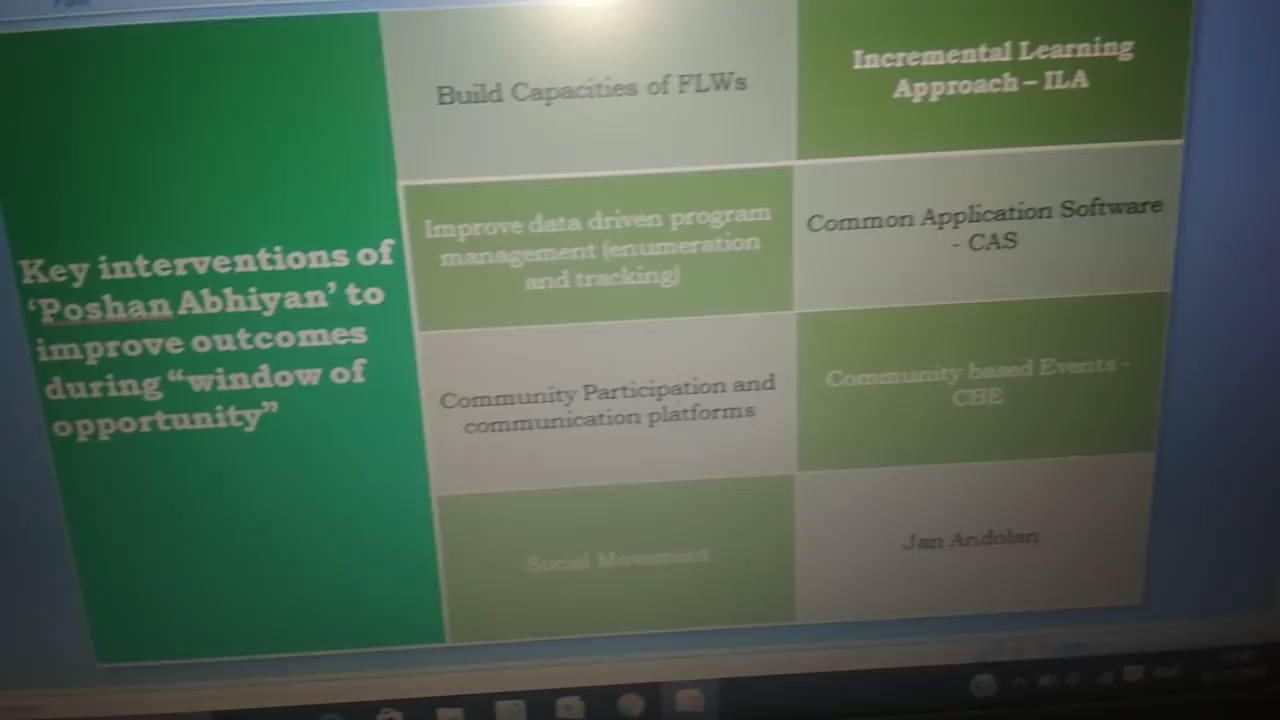 Key interventions of
‘Poshan Abhiyan’ to
improve outcomes
during “window of
opportunity”
Build Capacities of FLWs
Incremental Learning
Approach – ILA
Improve data driven program
management (enumeration
and tracking)
Common Application Software
- CAS
Community Participation and
communication platforms
Community based Events -
CBE
Social Movement
Jan Andolan